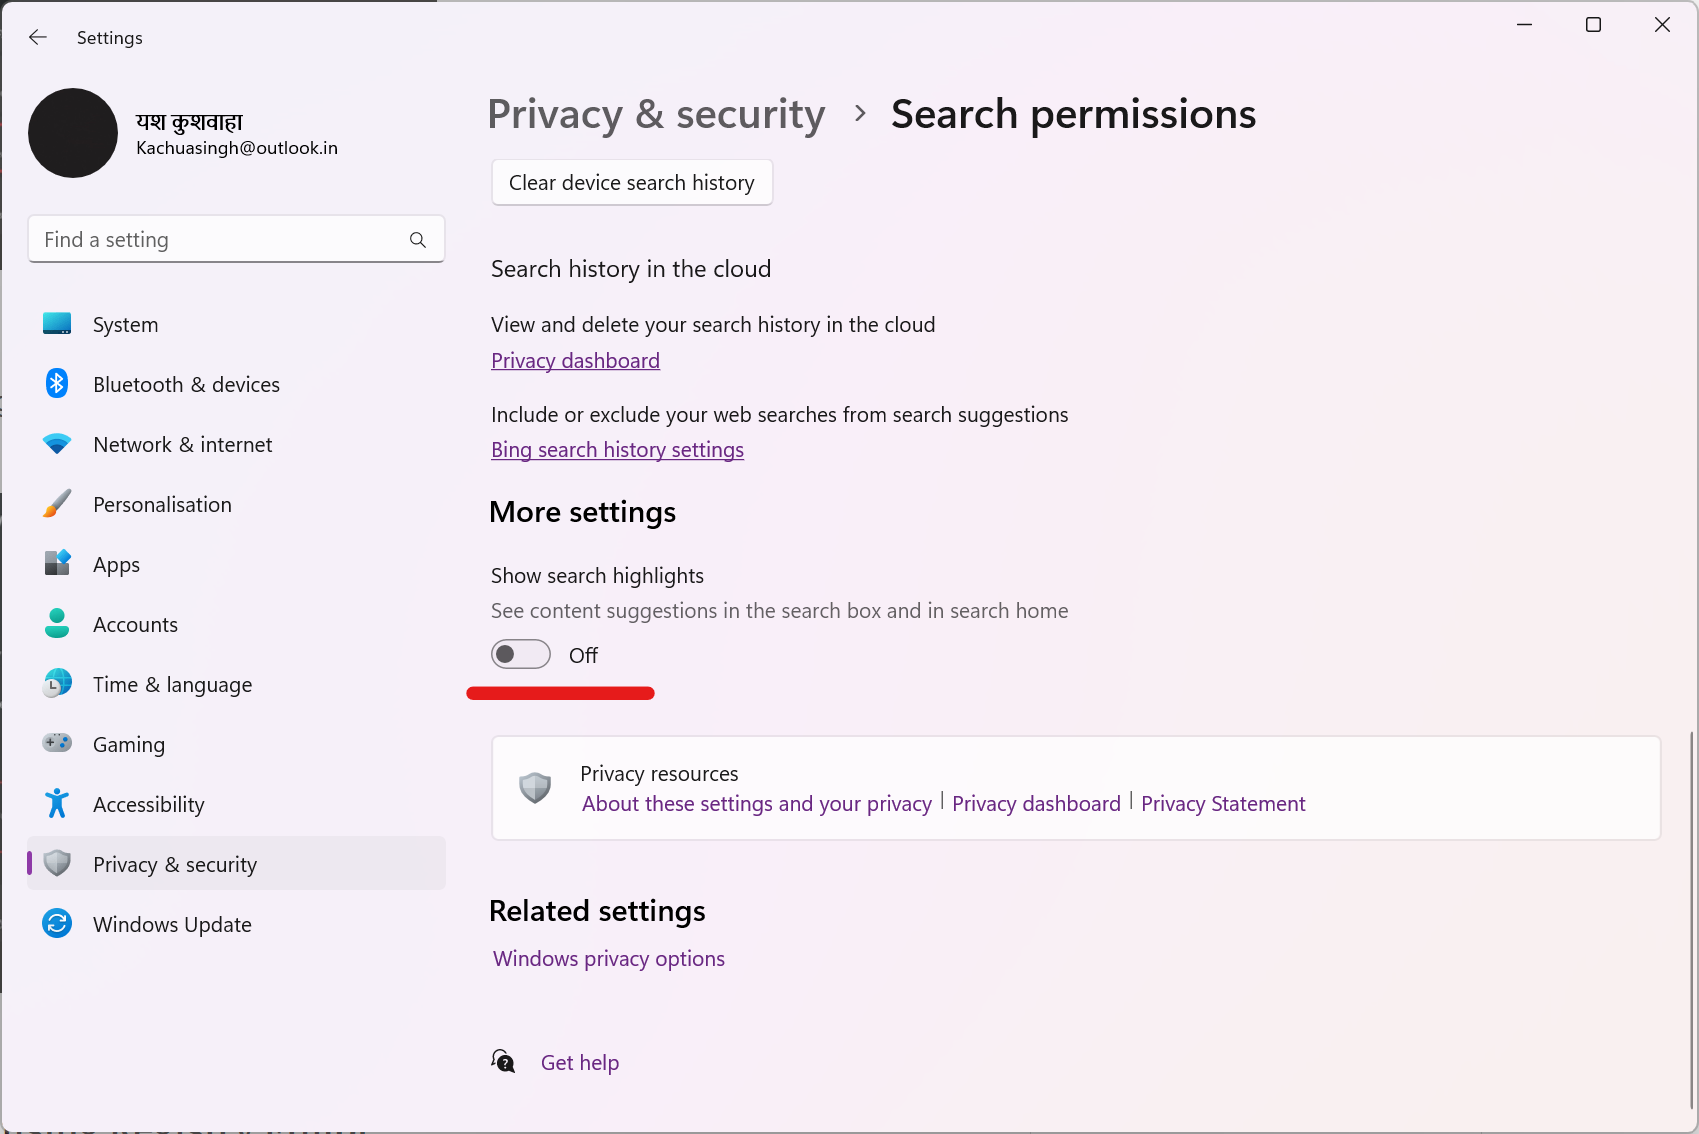 Settings
यश कुशवाहा
Kachuasingh@outlook.in
Find a setting
System
Bluetooth & devices
Network & internet
Personalisation
Apps
Accounts
Time & language
Gaming
Accessibility
Privacy & security
Windows Update
Privacy & security > Search permissions
Clear device search history
Search history in the cloud
View and delete your search history in the cloud
Privacy dashboard
Include or exclude your web searches from search suggestions
Bing search history settings
More settings
Show search highlights
See content suggestions in the search box and in search home
Off
Privacy resources
About these settings and your privacy | Privacy dashboard | Privacy Statement
Related settings
Windows privacy options
Get help